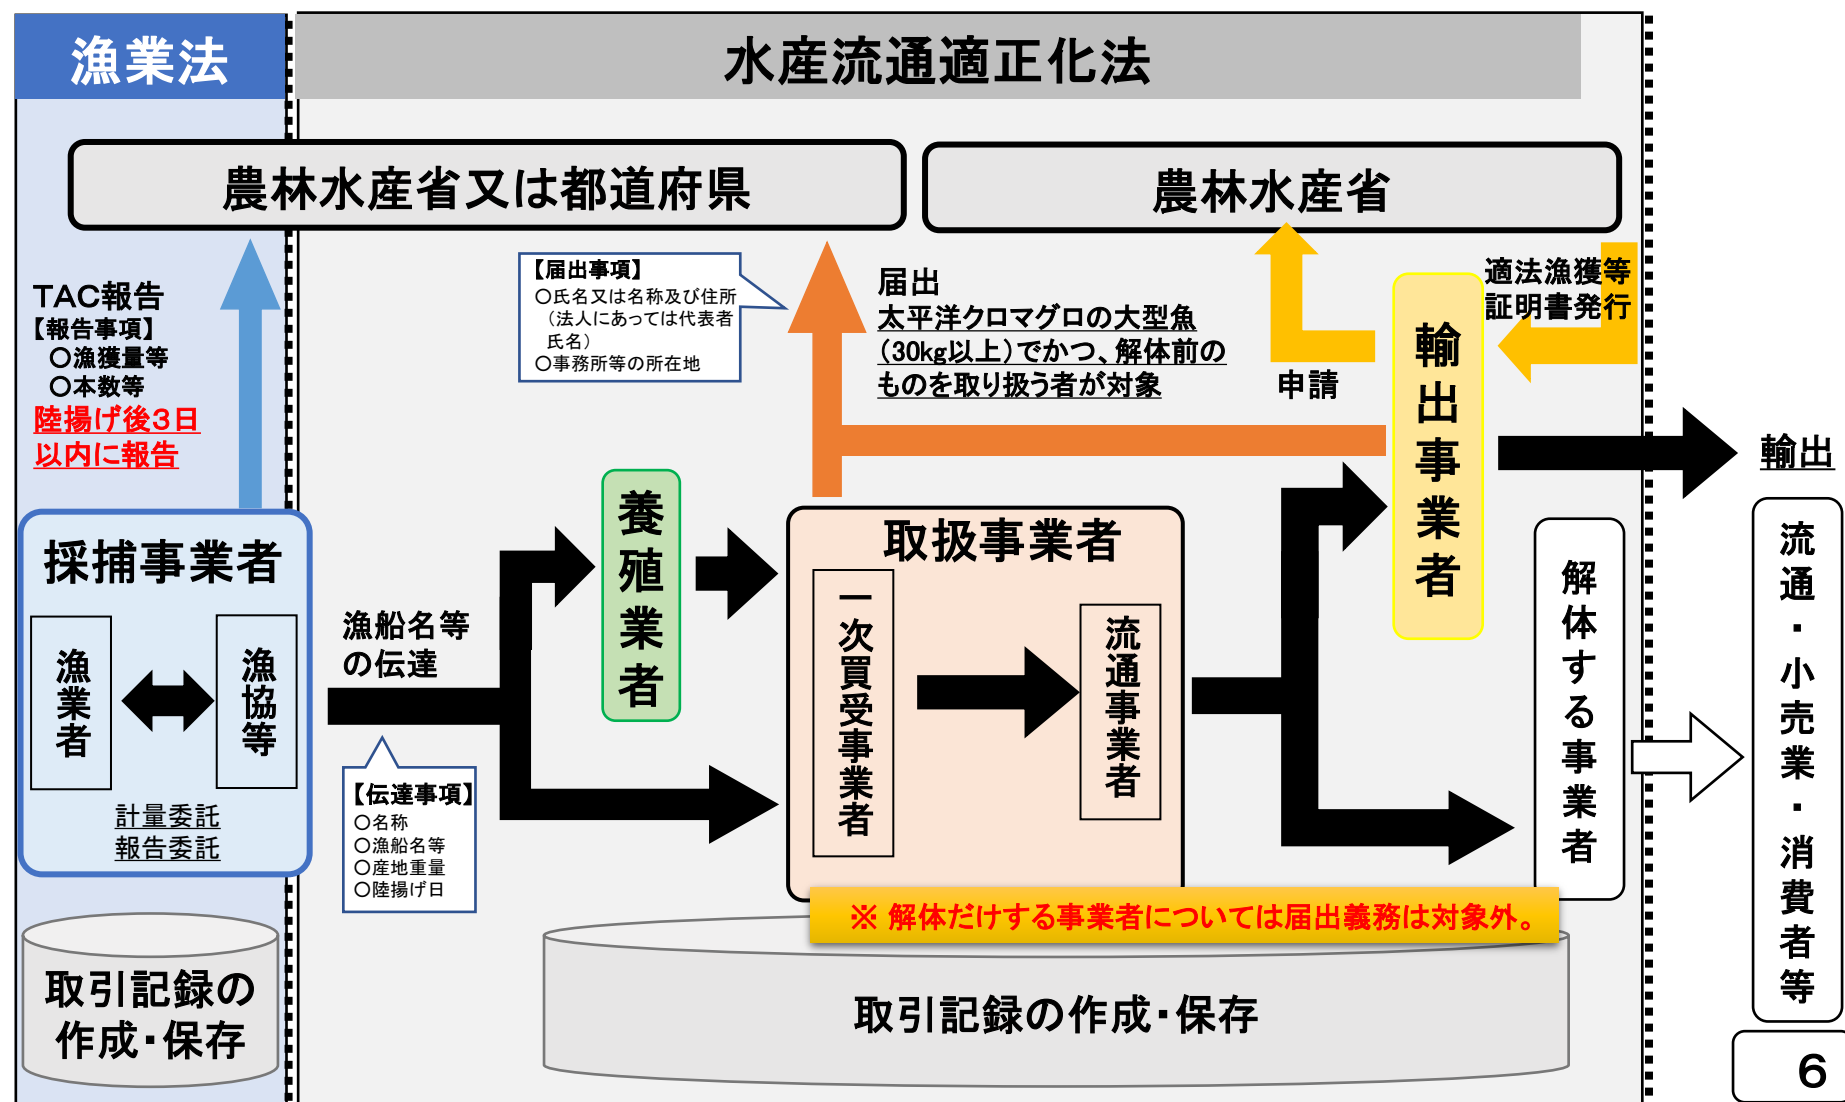 漁業法
水産流通適正化法
農林水産省又は都道府県
農林水産省
TAC報告
【報告事項】
○漁獲量等
○本数等
陸揚げ後3日
以内に報告
【届出事項】
○氏名又は名称及び住所
（法人にあっては代表者
氏名）
○事務所等の所在地
届出
太平洋クロマグロの大型魚
（30kg以上）でかつ、解体前の
ものを取り扱う者が対象
申請
適法漁獲等
証明書発行
輸出事業者
輸出
採捕事業者
漁業者
漁協等
計量委託
報告委託
漁船名等
の伝達
【伝達事項】
○名称
○漁船名等
○産地重量
○陸揚げ日
養殖業者
取扱事業者
一次買受事業者
流通事業者
解体する事業者
流通・小売業・消費者等
※ 解体だけする事業者については届出義務は対象外。
取引記録の
作成・保存
取引記録の作成・保存
6